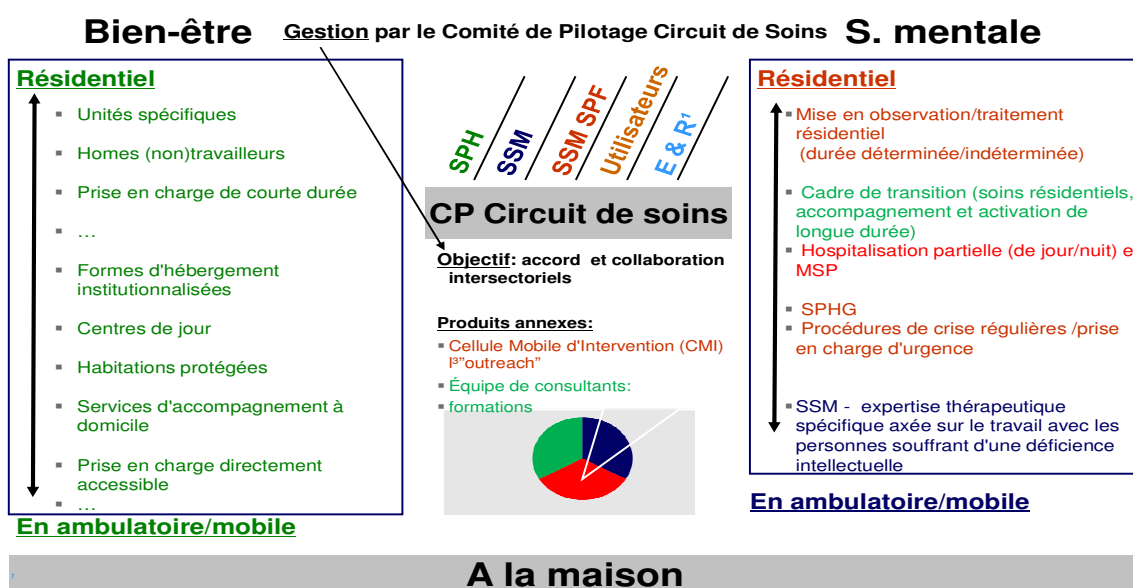 Bien-être
Gestion par le Comité de Pilotage Circuit de Soins
S. mentale
Résidentiel
▪ Unités spécifiques
▪ Homes (non)travailleurs
▪ Prise en charge de courte durée
▪ …
▪ Formes d'hébergement
institutionnalisées
▪ Centres de jour
▪ Habitations protégées
▪ Services d'accompagnement à
domicile
▪ Prise en charge directement
accessible
▪ …
En ambulatoire/mobile
SPH
SSM
SSM SPF
Utilisateurs
E & R¹
CP Circuit de soins
Objectif: accord et collaboration
intersectoriels
Produits annexes:
▪ Cellule Mobile d'Intervention (CMI)
l³"outreach”
▪ Équipe de consultants:
▪ formations
Résidentiel
▪ Mise en observation/traitement
résidentiel
(durée déterminée/indéterminée)
▪ Cadre de transition (soins résidentiels,
accompagnement et activation de
longue durée)
▪ Hospitalisation partielle (de jour/nuit) e
MSP
▪ SPHG
▪ Procédures de crise régulières /prise
en charge d'urgence
▪ SSM - expertise thérapeutique
spécifique axée sur le travail avec les
personnes souffrant d'une déficience
intellectuelle
En ambulatoire/mobile
A la maison